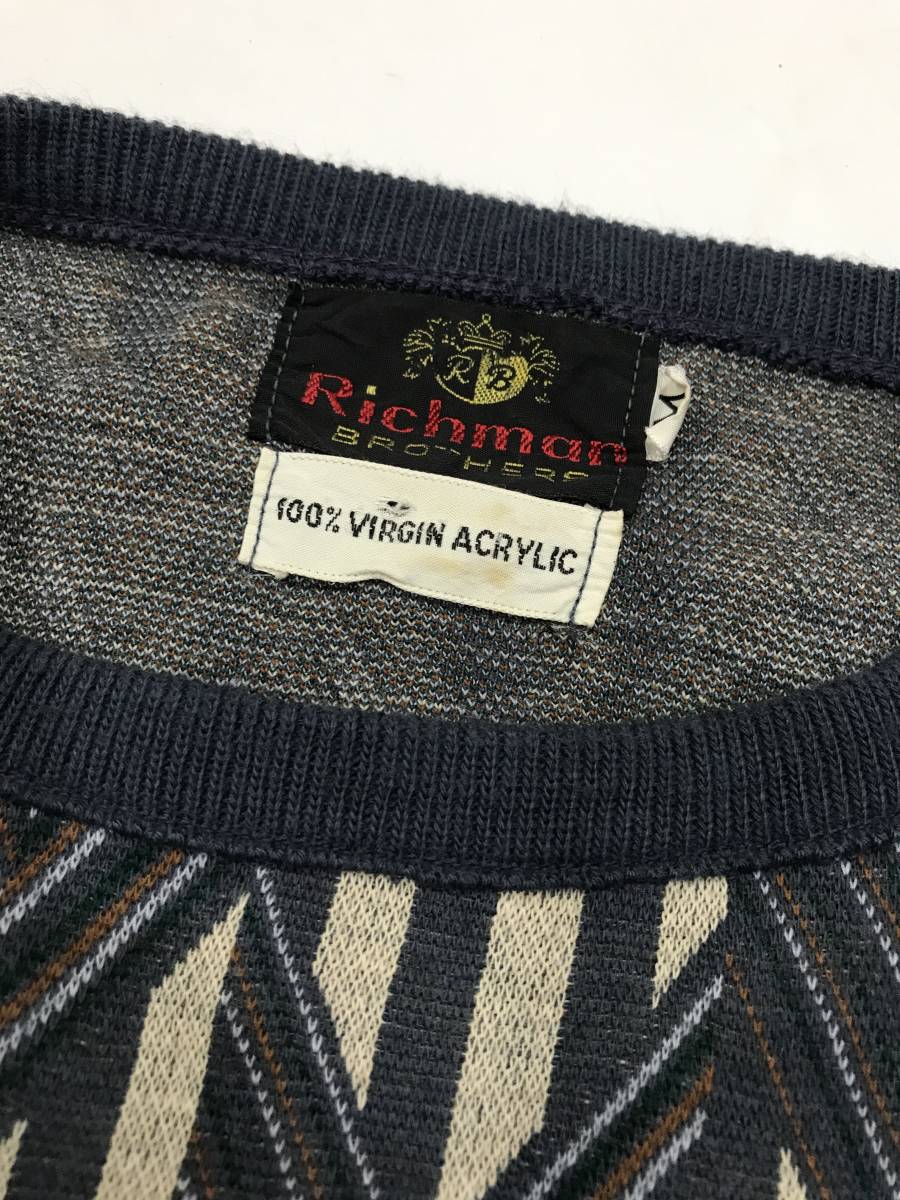 R B
Richman
BROTHERS
100% VIRGIN ACRYLIC